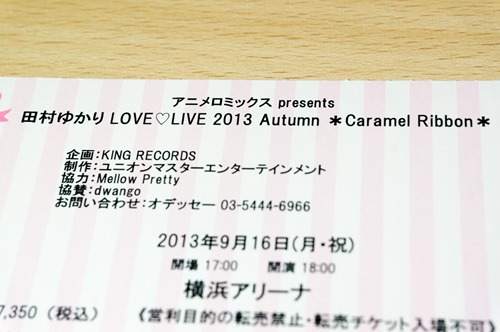 アニメロミックス presents
田村ゆかり LOVE♡LIVE 2013 Autumn ＊Caramel Ribbon＊
企画：KING RECORDS
制作：ユニオンマスターエンターテインメント
協力：Mellow Pretty
協賛：dwango
お問い合わせ：オデッセー 03-5444-6966
2013年9月16日(月・祝)
開場 17:00 開演 18:00
横浜アリーナ
7,350（税込） 《営利目的の転売禁止・転売チケット入場不可》